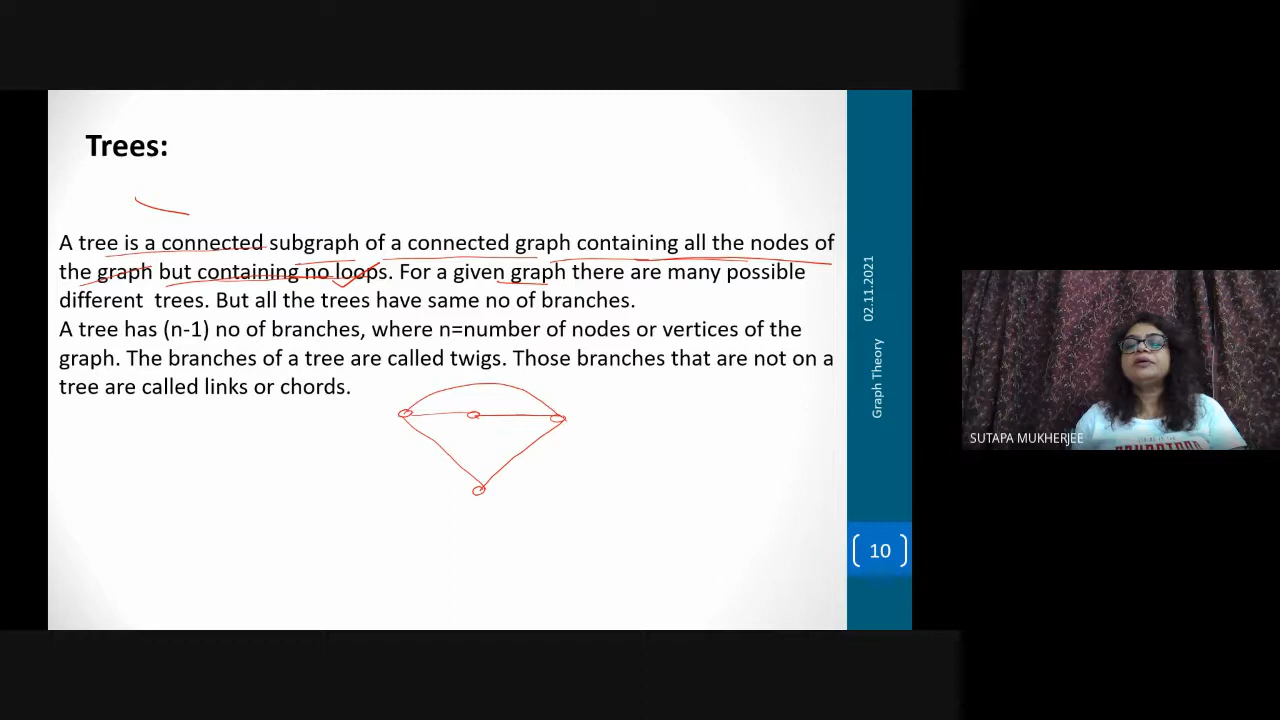 Trees:
A tree is a connected subgraph of a connected graph containing all the nodes of
the graph but containing no loops. For a given graph there are many possible
different trees. But all the trees have same no of branches.
A tree has (n-1) no of branches, where n=number of nodes or vertices of the
graph. The branches of a tree are called twigs. Those branches that are not on a
tree are called links or chords.
02.11.2021
Graph Theory
10
SUTAPA MUKHERJEE